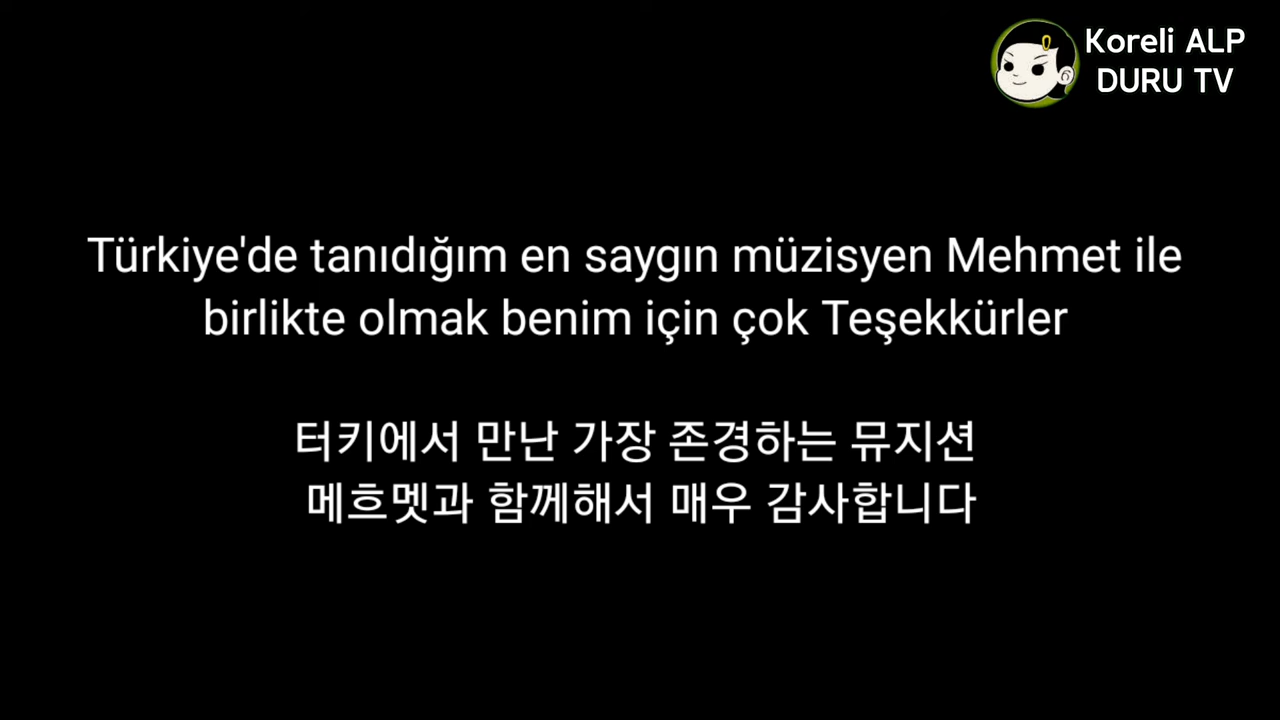 Koreli ALP
DURU TV
Türkiye'de tanıdığım en saygın müzisyen Mehmet ile
birlikte olmak benim için çok Teşekkürler
터키에서 만난 가장 존경하는 뮤지션
메흐멧과 함께해서 매우 감사합니다